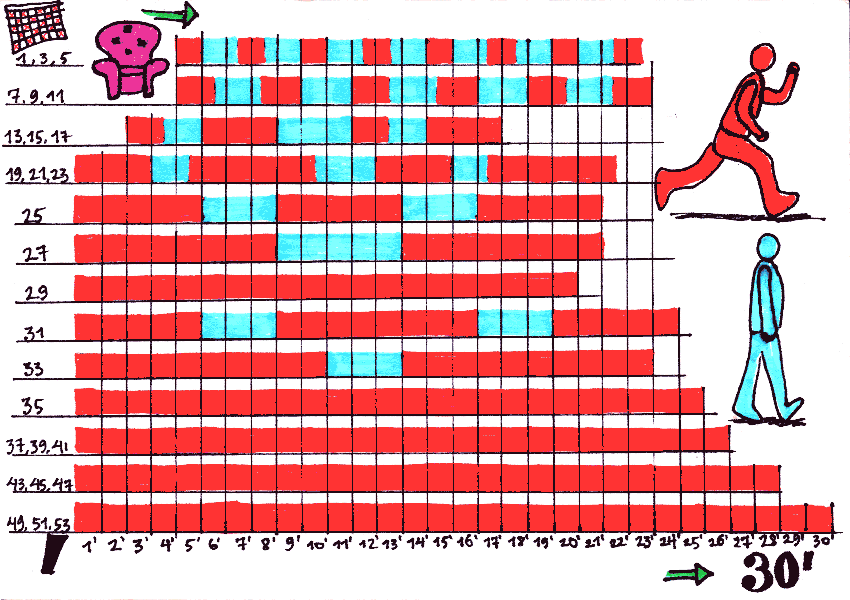 1, 3, 5
7, 9, 11
13, 15, 17
19, 21, 23
25
27
29
31
33
35
37, 39, 41
43, 45, 47
49, 51, 53
1' 2' 3' 4' 5' 6' 7' 8' 9' 10' 11' 12' 13' 14' 15' 16' 17' 18' 19' 20' 21' 22' 23' 24' 25' 26' 27' 28' 29' 30'
30'